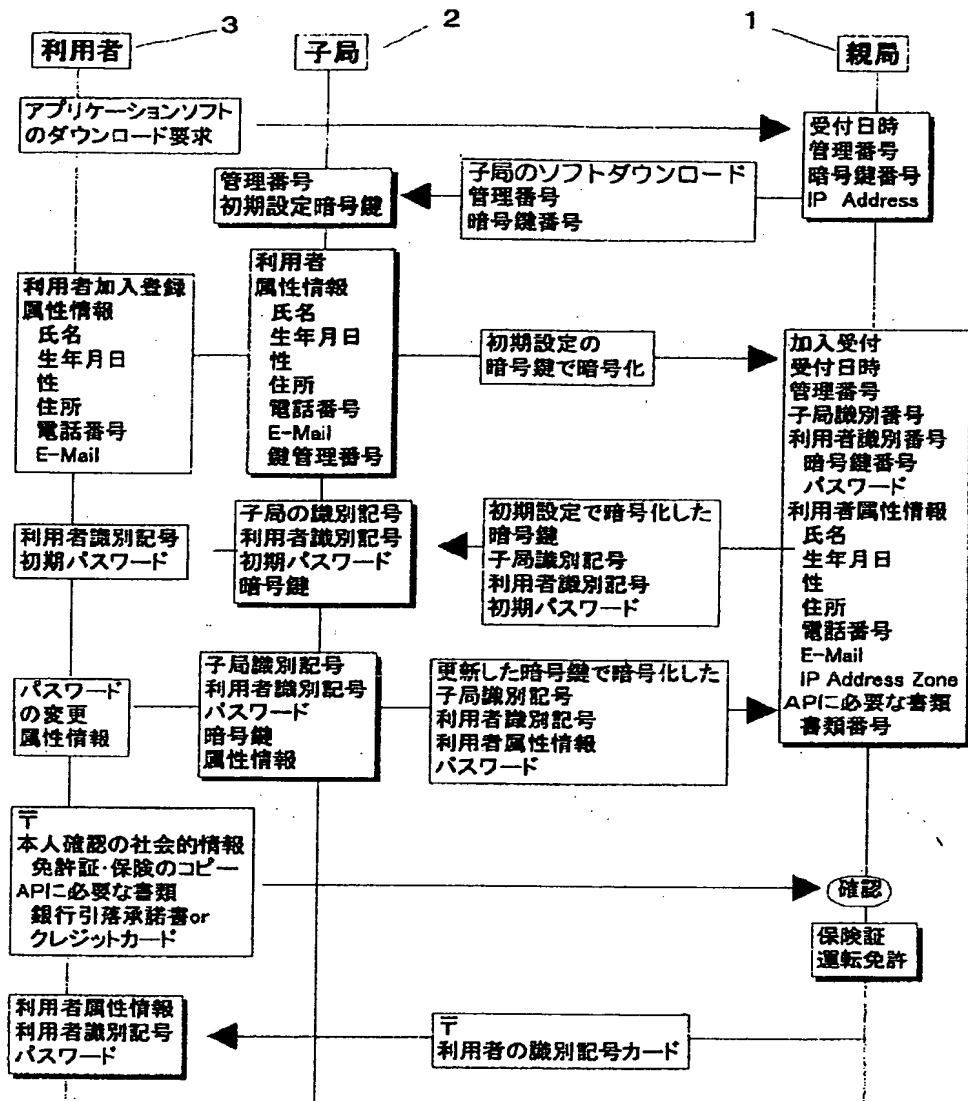 3
2
1
利用者
子局
親局
アプリケーションソフト
のダウンロード要求
受付日時
管理番号
暗号鍵番号
IP Address
子局のソフトダウンロード
管理番号
暗号鍵番号
管理番号
初期設定暗号鍵
利用者加入登録
属性情報
氏名
生年月日
性
住所
電話番号
E-Mail
利用者
属性情報
氏名
生年月日
性
住所
電話番号
E-Mail
鍵管理番号
初期設定の
暗号鍵で暗号化
加入受付
受付日時
管理番号
子局識別番号
利用者識別番号
暗号鍵番号
パスワード
利用者属性情報
氏名
生年月日
性
住所
電話番号
E-Mail
IP Address Zone
APに必要な書類
書類番号
初期設定で暗号化した
暗号鍵
子局識別記号
利用者識別記号
初期パスワード
子局の識別記号
利用者識別記号
初期パスワード
暗号鍵
利用者識別記号
初期パスワード
パスワード
の変更
属性情報
子局識別記号
利用者識別記号
パスワード
暗号鍵
属性情報
更新した暗号鍵で暗号化した
子局識別記号
利用者識別記号
利用者属性情報
パスワード
〒
本人確認の社会的情報
免許証・保険のコピー
APに必要な書類
銀行引落承諾書or
クレジットカード
確認
保険証
運転免許
〒
利用者の識別記号カード
利用者属性情報
利用者識別記号
パスワード